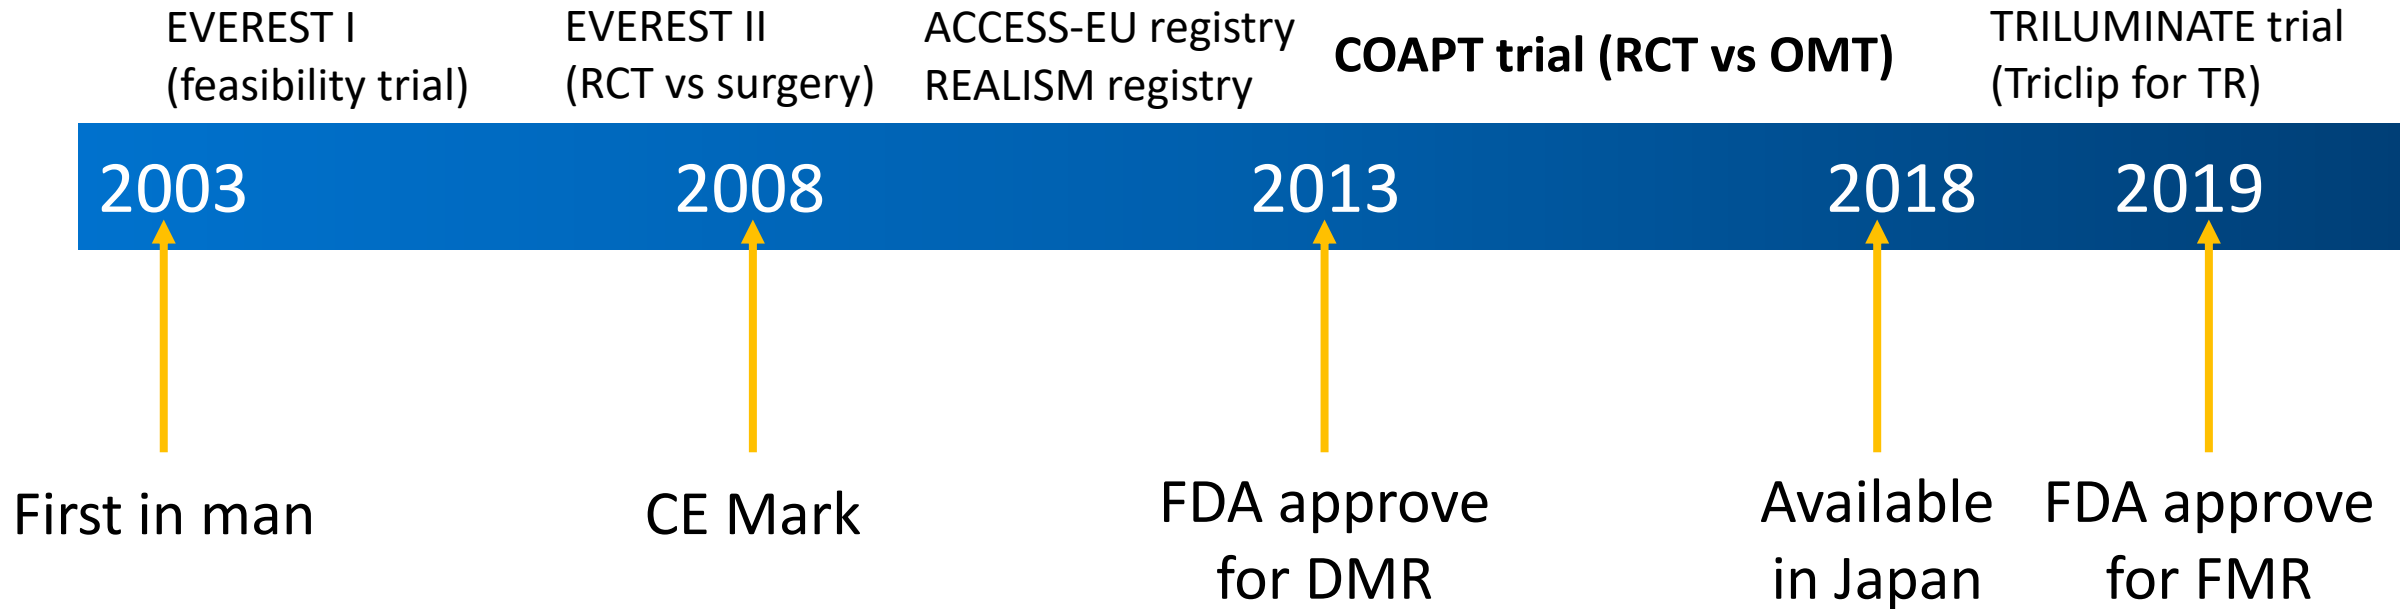 EVEREST I
(feasibility trial)
EVEREST II
(RCT vs surgery)
ACCESS-EU registry
REALISM registry
COAPT trial (RCT vs OMT)
TRILUMINATE trial
(Triclip for TR)
2003
2008
2013
2018
2019
First in man
CE Mark
FDA approve
for DMR
Available
in Japan
FDA approve
for FMR